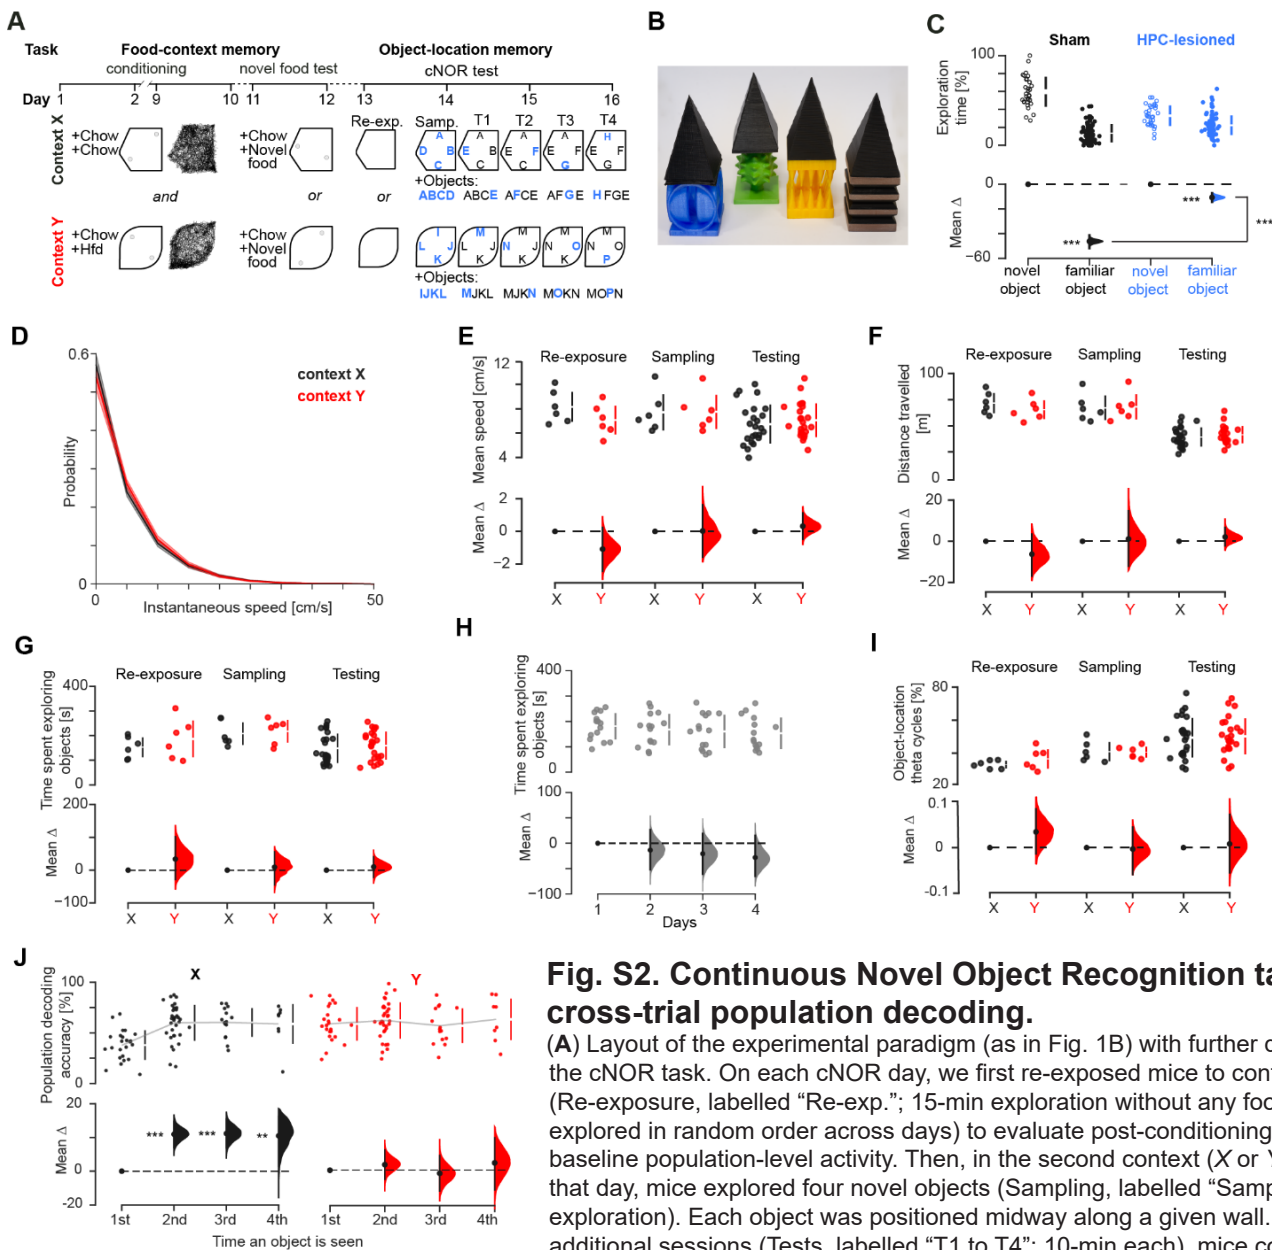 A
Task Food-context memory Object-location memory
conditioning novel food test cNOR test
Day 1 2 9 10 11 12 13 14 15 16
Re-exp. Samp. T1 T2 T3 T4
Context X
+Chow
+Chow
+Chow
+Novel
food
A D B C
A E B C
A E F C
A E F G
H E F G
+Objects:
ABCD ABCE AFCE AFGE HFGE
and or or
Context Y
+Chow
+Hfd
+Chow
+Novel
food
I L J K
M L J K
M N J K
M N O K
M N O P
+Objects:
IJKL MJKL MJKN MOKN MOPN
B
C
Sham HPC-lesioned
Exploration
time [%]
100
0
Mean Δ
0
−60
*** *** ***
novel
object
familiar
object
novel
object
familiar
object
D
Probability
0.6
0
context X
context Y
0 50
Instantaneous speed [cm/s]
E
Re-exposure Sampling Testing
Mean speed [cm/s]
12
4
Mean Δ
2
0
−2
X Y X Y X Y
F
Re-exposure Sampling Testing
Distance travelled
[m]
100
0
Mean Δ
20
0
−20
X Y X Y X Y
G
Re-exposure Sampling Testing
Time spent exploring
objects [s]
400
0
Mean Δ
200
0
−100
X Y X Y X Y
H
Time spent exploring
objects [s]
400
0
Mean Δ
100
0
−100
1 2 3 4
Days
I
Re-exposure Sampling Testing
Object-location
theta cycles [%]
80
20
Mean Δ
0.1
0
-0.1
X Y X Y X Y
J
X Y
Population decoding
accuracy [%]
100
0
Mean Δ
20
0
-20
*** *** **
1st 2nd 3rd 4th 1st 2nd 3rd 4th
Time an object is seen
Fig. S2. Continuous Novel Object Recognition ta
cross-trial population decoding.
(A) Layout of the experimental paradigm (as in Fig. 1B) with further
the cNOR task. On each cNOR day, we first re-exposed mice to con
(Re-exposure, labelled “Re-exp.”; 15-min exploration without any foo
explored in random order across days) to evaluate post-conditioning
baseline population-level activity. Then, in the second context (X or Y
that day, mice explored four novel objects (Sampling, labelled “Samp
exploration). Each object was positioned midway along a given wall.
additional sessions (Tests, labelled “T1 to T4”; 10-min each), mice co